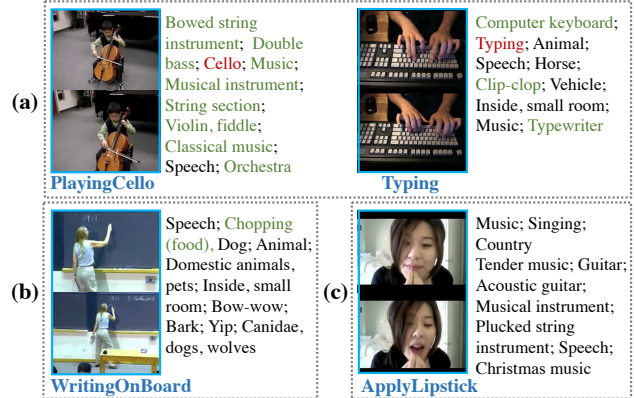 (a)
Bowed string
instrument; Double
bass; Cello; Music;
Musical instrument;
String section;
Violin, fiddle;
Classical music;
Speech; Orchestra
PlayingCello
Computer keyboard;
Typing; Animal;
Speech; Horse;
Clip-clop; Vehicle;
Inside, small room;
Music; Typewriter
Typing
(b)
Speech; Chopping
(food), Dog; Animal;
Domestic animals,
pets; Inside, small
room; Bow-wow;
Bark; Yip; Canidae,
dogs, wolves
WritingOnBoard
(c)
Music; Singing;
Country
Tender music; Guitar;
Acoustic guitar;
Musical instrument;
Plucked string
instrument; Speech;
Christmas music
ApplyLipstick